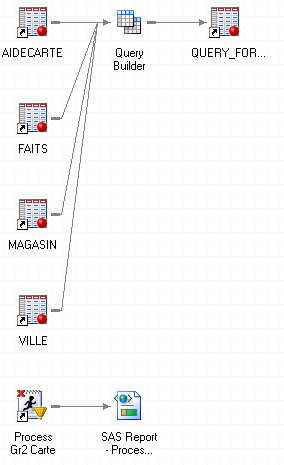 AIDECARTE
Query
Builder
QUERY_FOR...
FAITS
MAGASIN
VILLE
Process
Gr2 Carte
SAS Report
- Proces...